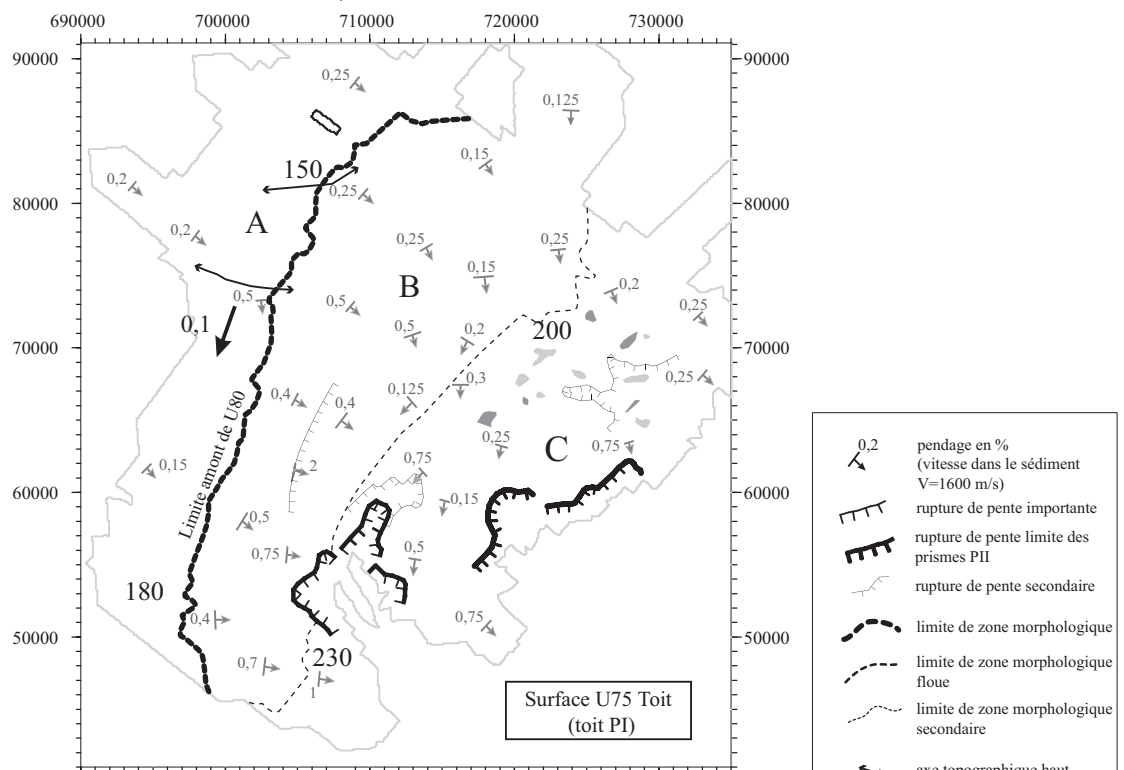 690000 700000 710000 720000 730000
90000 90000
0,25
0,125
0,15
150
0,2
0,25
80000 80000
A
0,2
0,25
0,25
B
0,15
0,5
0,2
0,5
0,25
0,1
0,5
0,2
200
70000 70000
0,3
0,25
0,4
0,125
0,4
Limite amont de U80
0,25
C
0,75
0,15
2
0,75
60000 60000
0,15
0,5
0,75
0,5
180
0,4
0,75
50000 50000
0,7
230
1
Surface U75 Toit
(toit PI)
0,2
pendage en %
(vitesse dans le sédiment
V=1600 m/s)
rupture de pente importante
rupture de pente limite des
prismes PII
rupture de pente secondaire
limite de zone morphologique
limite de zone morphologique
floue
limite de zone morphologique
secondaire
axe topographique haut